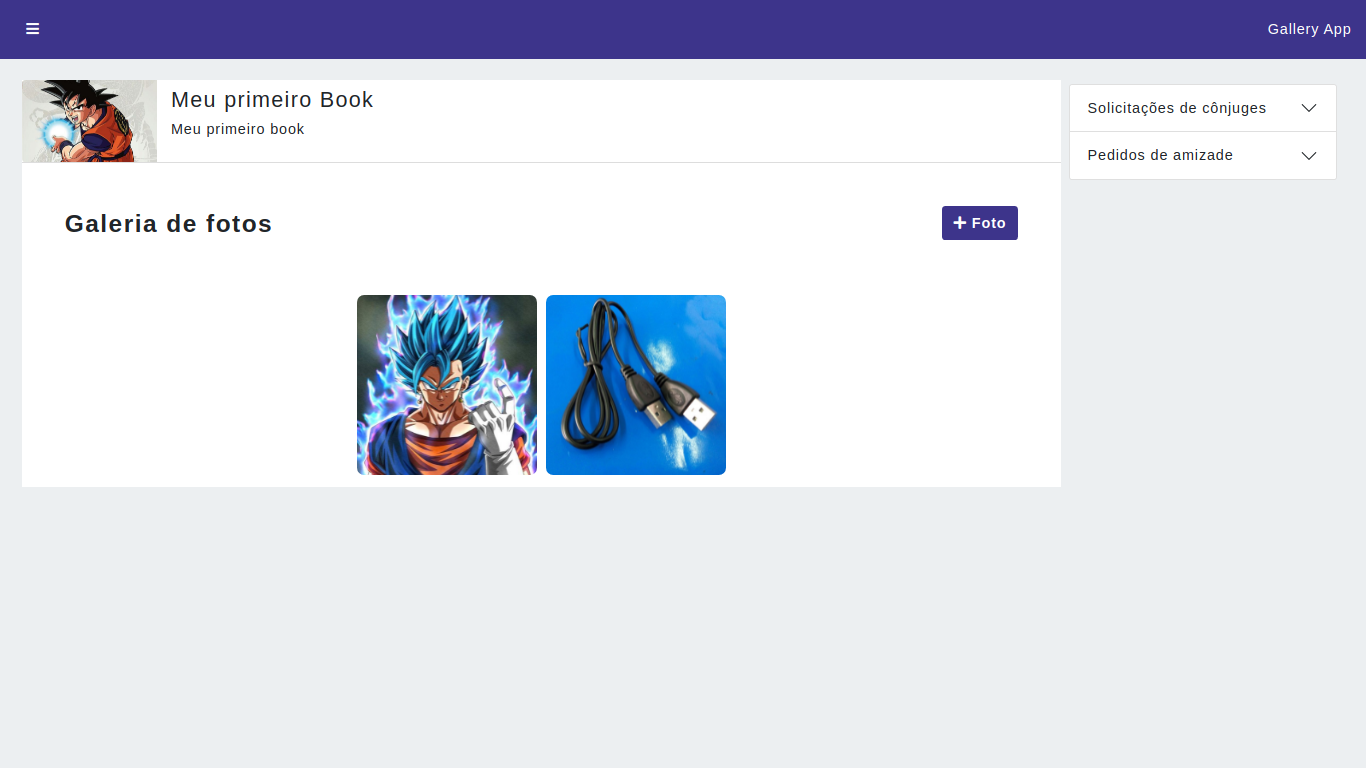 Gallery App
Meu primeiro Book
Meu primeiro book
Galeria de fotos
Foto
Solicitações de cônjuges
Pedidos de amizade